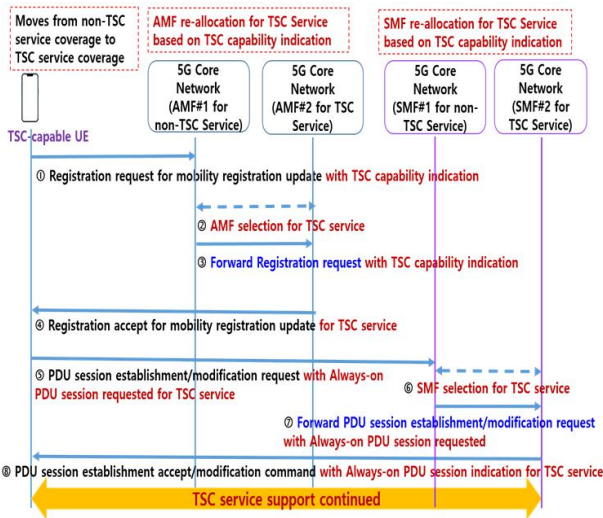 Moves from non-TSC
service coverage to
TSC service coverage
AMF re-allocation for TSC Service
based on TSC capability indication
SMF re-allocation for TSC Service
based on TSC capability indication
5G Core
Network
(AMF#1 for
non-TSC Service)
5G Core
Network
(AMF#2 for TSC
Service)
5G Core
Network
(SMF#1 for non-
TSC Service)
5G Core
Network
(SMF#2 for
TSC Service)
TSC-capable UE
① Registration request for mobility registration update with TSC capability indication
② AMF selection for TSC service
③ Forward Registration request with TSC capability indication
④ Registration accept for mobility registration update for TSC service
⑤ PDU session establishment/modification request with Always-on
PDU session requested for TSC service
⑥ SMF selection for TSC service
⑦ Forward PDU session establishment/modification request
with Always-on PDU session requested
⑧ PDU session establishment accept/modification command with Always-on PDU session indication for TSC service
TSC service support continued